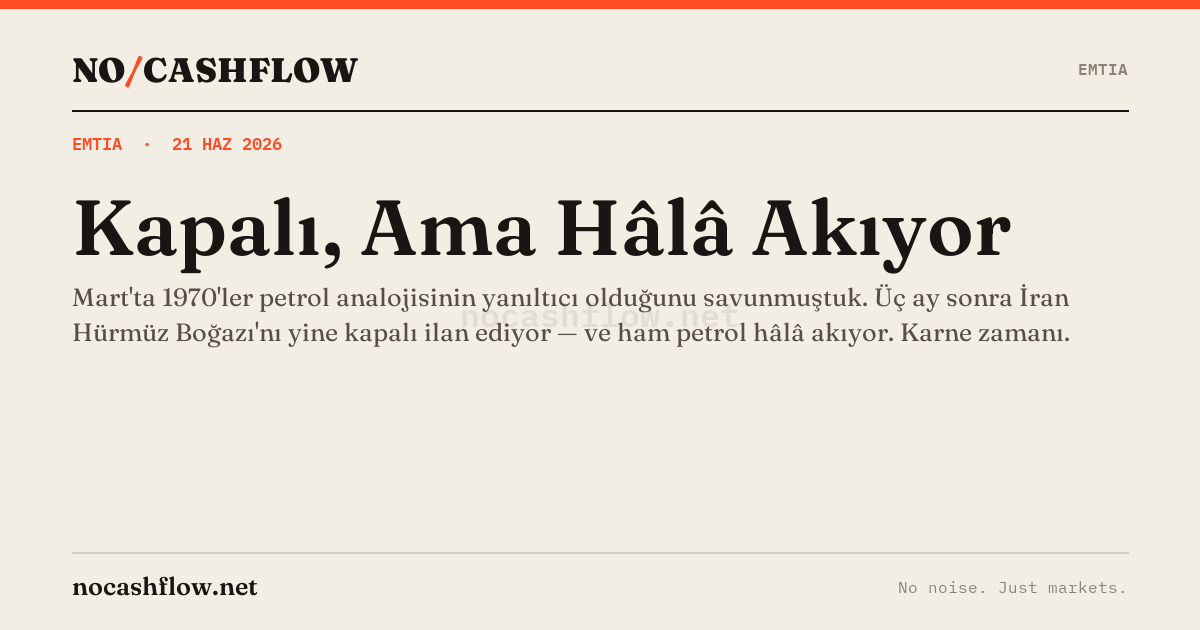 NO/CASHFLOW
EMTIA
EMTIA · 21 HAZ 2026
Kapalı, Ama Hâlâ Akıyor
Mart'ta 1970'ler petrol analojisinin yanıltıcı olduğunu savunmuştuk. Üç ay sonra İran
nocashflow.net
Hürmüz Boğazı'nı yine kapalı ilan ediyor — ve ham petrol hâlâ akıyor. Karne zamanı.
nocashflow.net
No noise. Just markets.